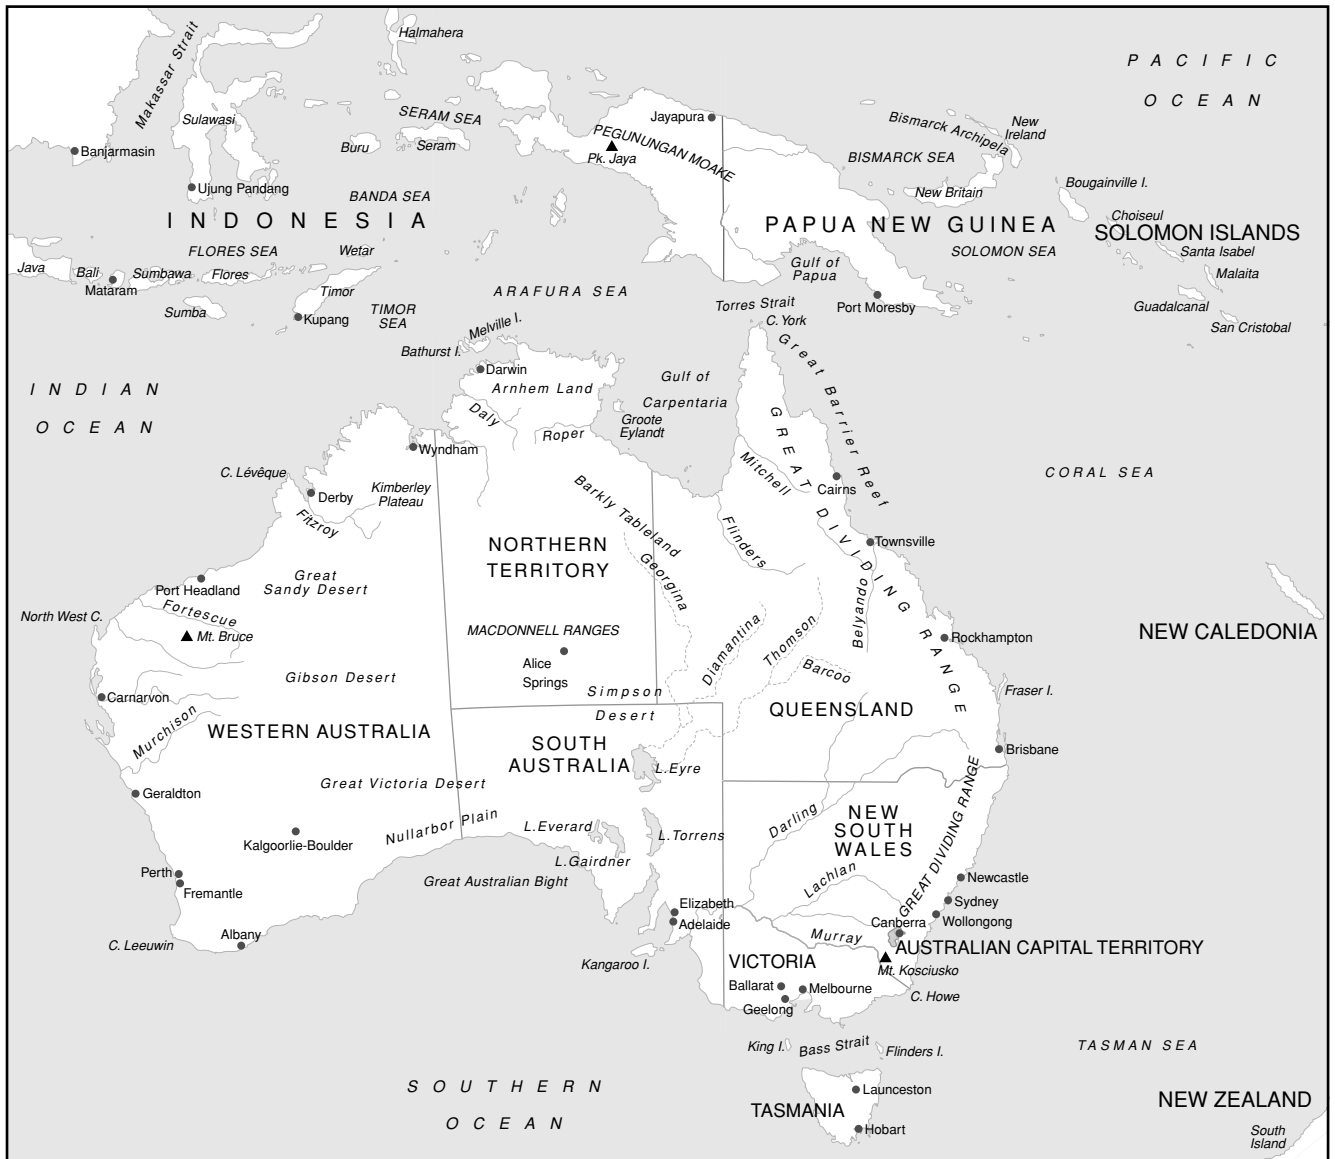 Halmahera
Makassar Strait
PACIFIC
OCEAN
Sulawasi
SERAM SEA
Jayapura
Bismarck Archipela
New
Ireland
Banjarmasin
Buru
Seram
PEGUNUNGAN MOAKE
Pk. Jaya
BISMARCK SEA
Ujung Pandang
BANDA SEA
New Britain
Bougainville I.
INDONESIA
PAPUA NEW GUINEA
Choiseul
SOLOMON ISLANDS
FLORES SEA
Wetar
SOLOMON SEA
Santa Isabel
Java
Bali
Sumbawa
Flores
Gulf of
Papua
Malaita
Mataram
Timor
ARAFURA SEA
Sumba
Kupang
TIMOR
SEA
Torres Strait
Port Moresby
Guadalcanal
San Cristobal
C. York
Melville I.
Bathurst I.
Darwin
Great Barrier Reef
INDIAN
OCEAN
Arnhem Land
Gulf of
Carpentaria
Daly
Roper
Groote
Eylandt
GREAT DIVIDING RANGE
Wyndham
C. Lévêque
Mitchell
CORAL SEA
Derby
Kimberley
Plateau
Cairns
Barkly Tableland
Fitzroy
Flinders
Townsville
NORTHERN
TERRITORY
Georgina
Great
Sandy Desert
Port Headland
Belyando
Fortescue
North West C.
Mt. Bruce
MACDONNELL RANGES
Diamantina
Thomson
Rockhampton
NEW CALEDONIA
Alice
Springs
Barcoo
Gibson Desert
Simpson
Desert
Fraser I.
Carnarvon
Murchison
WESTERN AUSTRALIA
QUEENSLAND
SOUTH
AUSTRALIA
L.Eyre
Brisbane
Great Victoria Desert
Geraldton
Nullarbor Plain
L.Everard
L.Torrens
Darling
NEW
SOUTH
WALES
GREAT DIVIDING RANGE
Kalgoorlie-Boulder
L.Gairdner
Lachlan
Perth
Fremantle
Great Australian Bight
Newcastle
Elizabeth
Adelaide
Sydney
Wollongong
Canberra
Albany
C. Leeuwin
Murray
AUSTRALIAN CAPITAL TERRITORY
Kangaroo I.
VICTORIA
Mt. Kosciusko
Ballarat
Melbourne
Geelong
C. Howe
King I.
Bass Strait
Flinders I.
TASMAN SEA
SOUTHERN
OCEAN
Launceston
TASMANIA
Hobart
NEW ZEALAND
South
Island